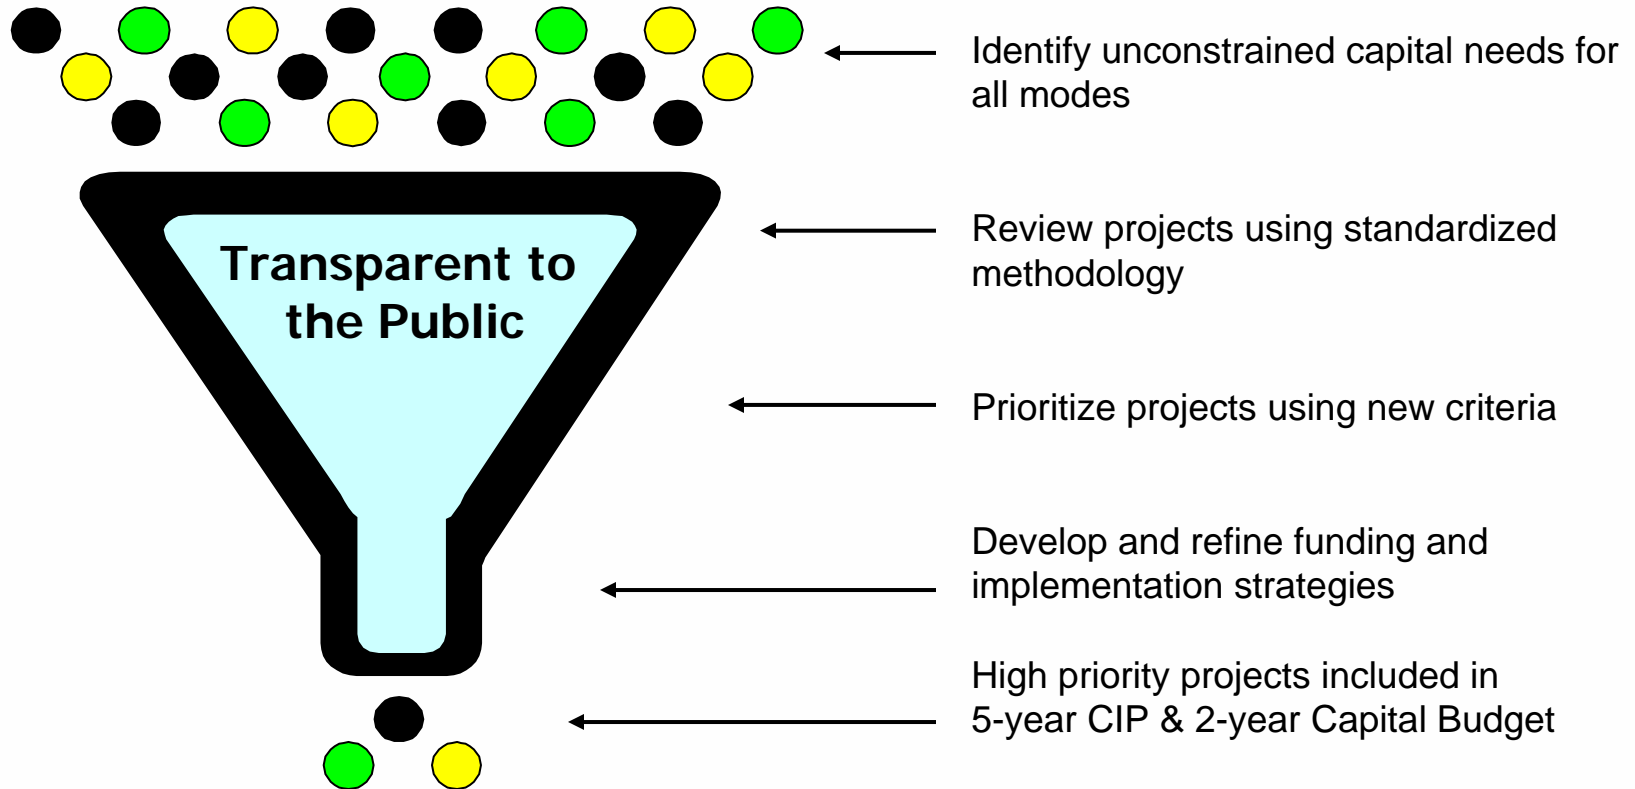 Identify unconstrained capital needs for
all modes
Transparent to
the Public
Review projects using standardized
methodology
Prioritize projects using new criteria
Develop and refine funding and
implementation strategies
High priority projects included in
5-year CIP & 2-year Capital Budget